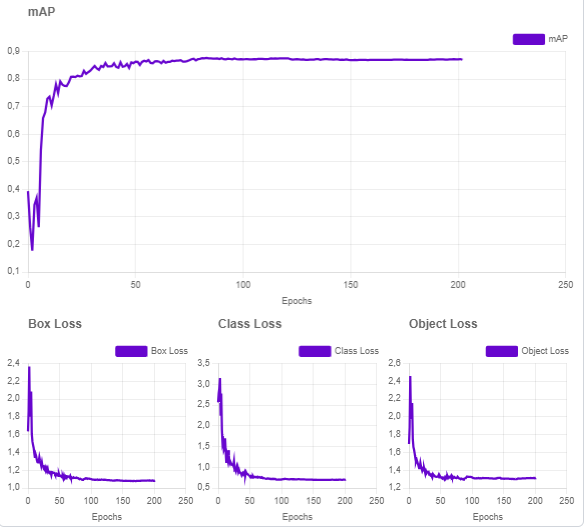 mAP
mAP
0,9
0,8
0,7
0,6
0,5
0,4
0,3
0,2
0,1
0 50 100 150 200 250
Epochs
Box Loss
Box Loss
2,4
2,2
2,0
1,8
1,6
1,4
1,2
1,0
0 50 100 150 200 250
Epochs
Class Loss
Class Loss
3,5
3,0
2,5
2,0
1,5
1,0
0,5
0 50 100 150 200 250
Epochs
Object Loss
Object Loss
2,6
2,4
2,2
2,0
1,8
1,6
1,4
1,2
0 50 100 150 200 250
Epochs